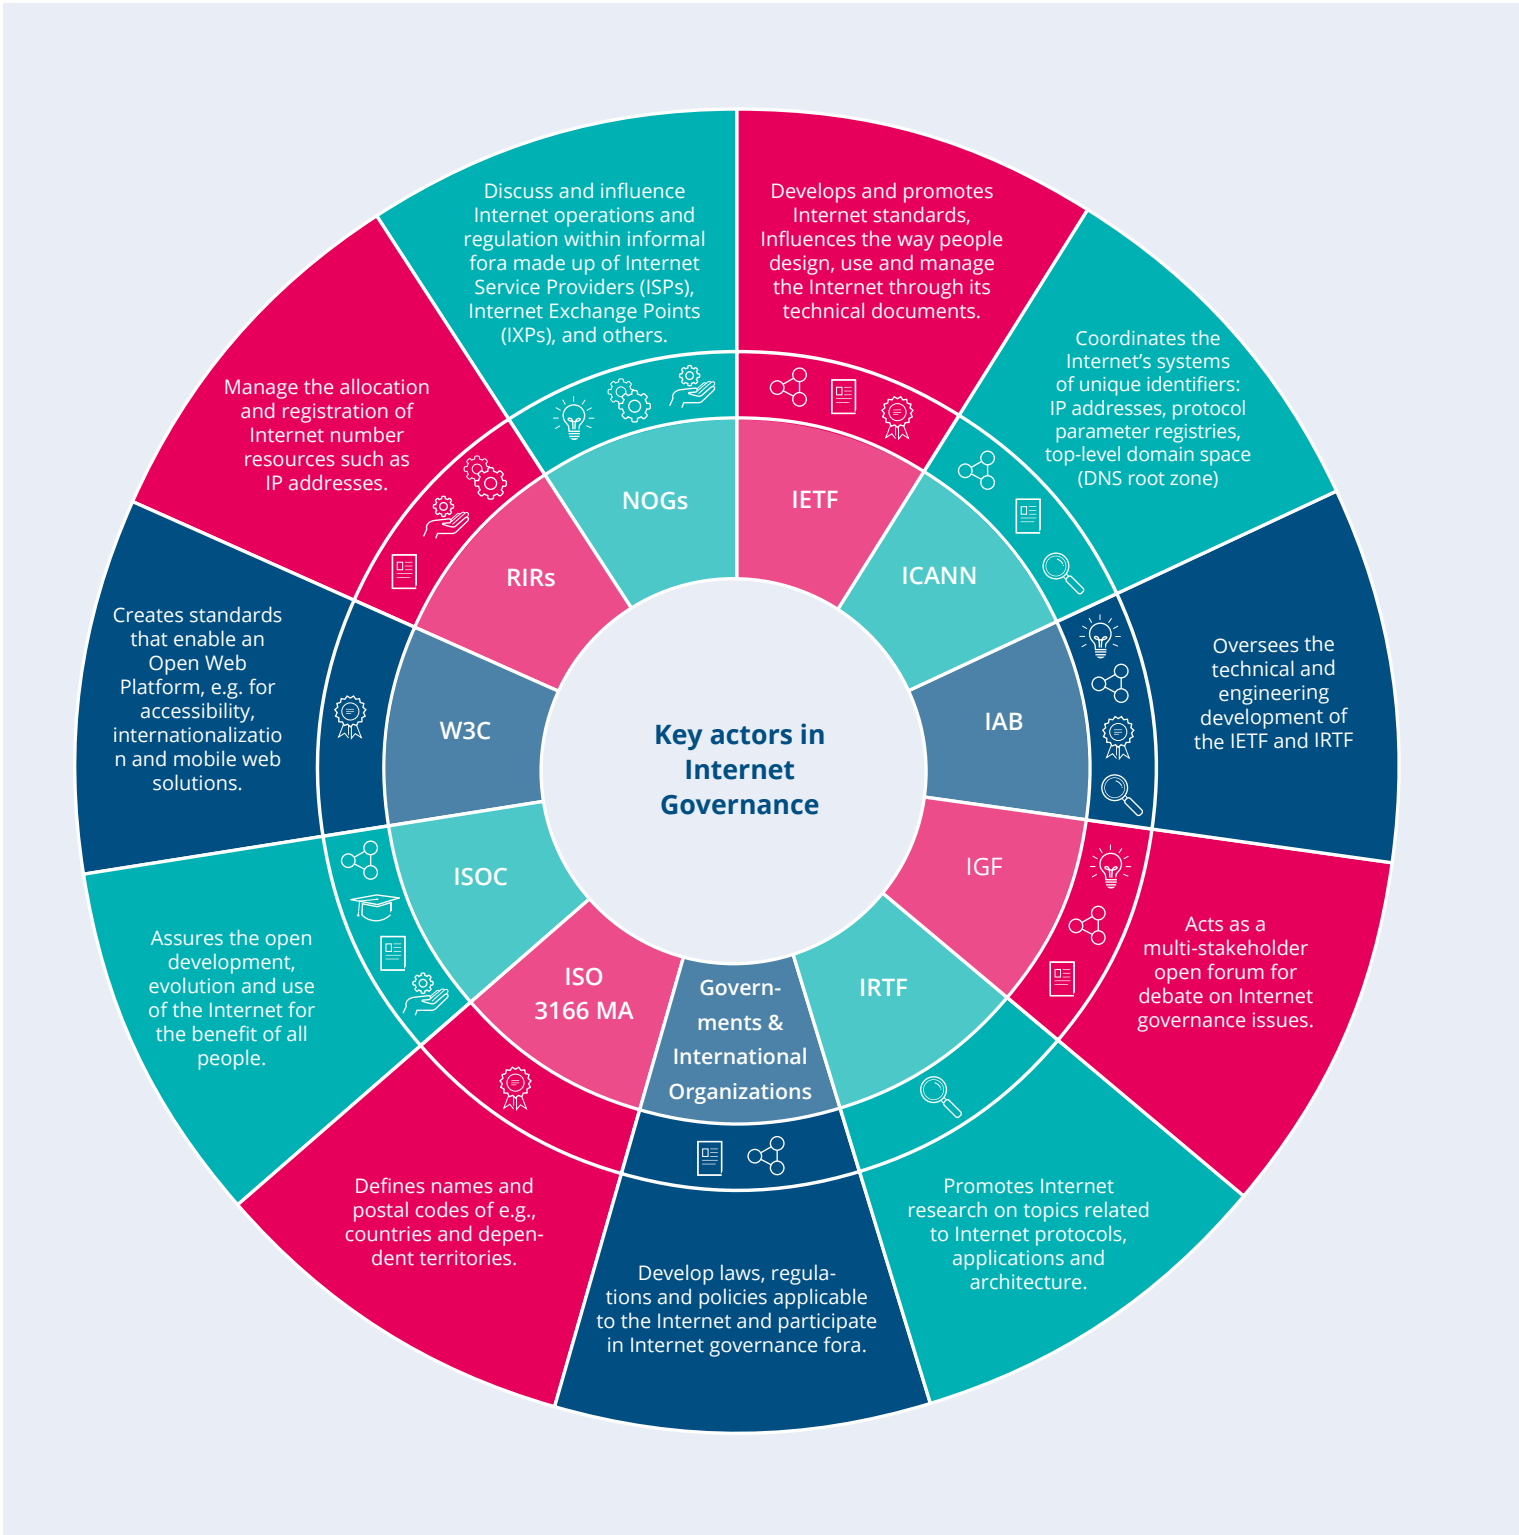 Key actors in
Internet
Governance
IETF
Develops and promotes
Internet standards,
Influences the way people
design, use and manage
the Internet through its
technical documents.
ICANN
Coordinates the
Internet’s systems
of unique identifiers:
IP addresses, protocol
parameter registries,
top-level domain space
(DNS root zone)
IAB
Oversees the
technical and
engineering
development of
the IETF and IRTF
IGF
Acts as a
multi-stakeholder
open forum for
debate on Internet
governance issues.
IRTF
Promotes Internet
research on topics related
to Internet protocols,
applications and
architecture.
Govern-
ments &
International
Organizations
Develop laws, regula-
tions and policies applicable
to the Internet and participate
in Internet governance fora.
ISO
3166 MA
Defines names and
postal codes of e.g.,
countries and depen-
dent territories.
ISOC
Assures the open
development,
evolution and use
of the Internet for
the benefit of all
people.
W3C
Creates standards
that enable an
Open Web
Platform, e.g. for
accessibility,
internationalizatio
n and mobile web
solutions.
RIRs
Manage the allocation
and registration of
Internet number
resources such as
IP addresses.
NOGs
Discuss and influence
Internet operations and
regulation within informal
fora made up of Internet
Service Providers (ISPs),
Internet Exchange Points
(IXPs), and others.